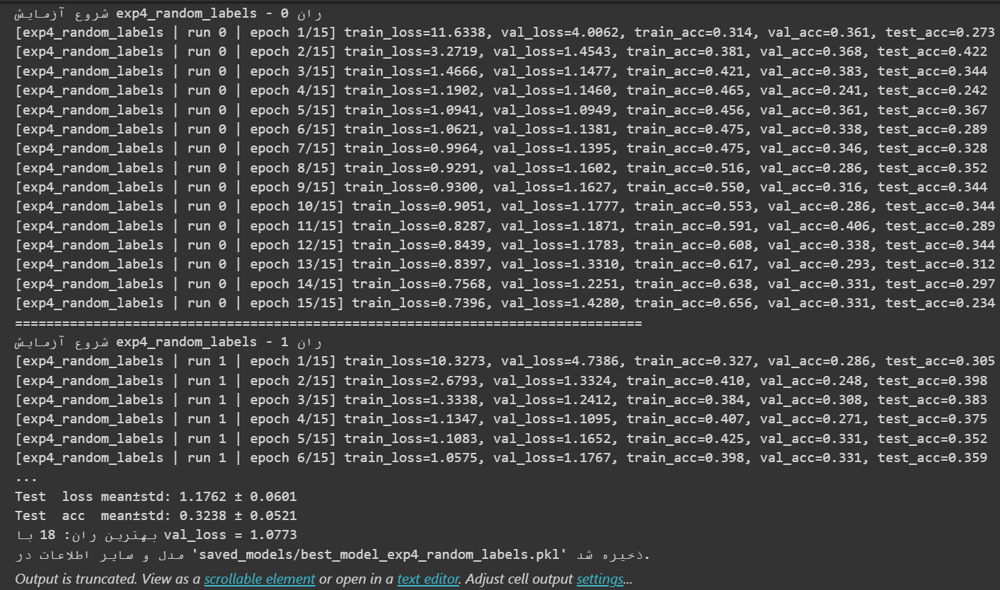 شروع آزمایش exp4_random_labels - ران 0
[exp4_random_labels | run 0 | epoch 1/15] train_loss=11.6338, val_loss=4.0062, train_acc=0.314, val_acc=0.361, test_acc=0.273
[exp4_random_labels | run 0 | epoch 2/15] train_loss=3.2719, val_loss=1.4543, train_acc=0.381, val_acc=0.368, test_acc=0.422
[exp4_random_labels | run 0 | epoch 3/15] train_loss=1.4666, val_loss=1.1477, train_acc=0.421, val_acc=0.383, test_acc=0.344
[exp4_random_labels | run 0 | epoch 4/15] train_loss=1.1902, val_loss=1.1460, train_acc=0.465, val_acc=0.241, test_acc=0.242
[exp4_random_labels | run 0 | epoch 5/15] train_loss=1.0941, val_loss=1.0949, train_acc=0.456, val_acc=0.361, test_acc=0.367
[exp4_random_labels | run 0 | epoch 6/15] train_loss=1.0621, val_loss=1.1381, train_acc=0.475, val_acc=0.338, test_acc=0.289
[exp4_random_labels | run 0 | epoch 7/15] train_loss=0.9964, val_loss=1.1395, train_acc=0.475, val_acc=0.346, test_acc=0.328
[exp4_random_labels | run 0 | epoch 8/15] train_loss=0.9291, val_loss=1.1602, train_acc=0.516, val_acc=0.286, test_acc=0.352
[exp4_random_labels | run 0 | epoch 9/15] train_loss=0.9300, val_loss=1.1627, train_acc=0.550, val_acc=0.316, test_acc=0.344
[exp4_random_labels | run 0 | epoch 10/15] train_loss=0.9051, val_loss=1.1777, train_acc=0.553, val_acc=0.286, test_acc=0.344
[exp4_random_labels | run 0 | epoch 11/15] train_loss=0.8287, val_loss=1.1871, train_acc=0.591, val_acc=0.406, test_acc=0.289
[exp4_random_labels | run 0 | epoch 12/15] train_loss=0.8439, val_loss=1.1783, train_acc=0.608, val_acc=0.338, test_acc=0.344
[exp4_random_labels | run 0 | epoch 13/15] train_loss=0.8397, val_loss=1.3310, train_acc=0.617, val_acc=0.293, test_acc=0.312
[exp4_random_labels | run 0 | epoch 14/15] train_loss=0.7568, val_loss=1.2251, train_acc=0.638, val_acc=0.331, test_acc=0.297
[exp4_random_labels | run 0 | epoch 15/15] train_loss=0.7396, val_loss=1.4280, train_acc=0.656, val_acc=0.331, test_acc=0.234
================================================================================
شروع آزمایش exp4_random_labels - ران 1
[exp4_random_labels | run 1 | epoch 1/15] train_loss=10.3273, val_loss=4.7386, train_acc=0.327, val_acc=0.286, test_acc=0.305
[exp4_random_labels | run 1 | epoch 2/15] train_loss=2.6793, val_loss=1.3324, train_acc=0.410, val_acc=0.248, test_acc=0.398
[exp4_random_labels | run 1 | epoch 3/15] train_loss=1.3338, val_loss=1.2412, train_acc=0.384, val_acc=0.308, test_acc=0.383
[exp4_random_labels | run 1 | epoch 4/15] train_loss=1.1347, val_loss=1.1095, train_acc=0.407, val_acc=0.271, test_acc=0.375
[exp4_random_labels | run 1 | epoch 5/15] train_loss=1.1083, val_loss=1.1652, train_acc=0.425, val_acc=0.331, test_acc=0.352
[exp4_random_labels | run 1 | epoch 6/15] train_loss=1.0575, val_loss=1.1767, train_acc=0.398, val_acc=0.331, test_acc=0.359
...
Test  loss mean±std: 1.1762 ± 0.0601
Test  acc  mean±std: 0.3238 ± 0.0521
بهترین ران: 18 با val_loss = 1.0773
مدل و سایر اطلاعات در 'saved_models/best_model_exp4_random_labels.pkl' ذخیره شد.
Output is truncated. View as a scrollable element or open in a text editor. Adjust cell output settings...